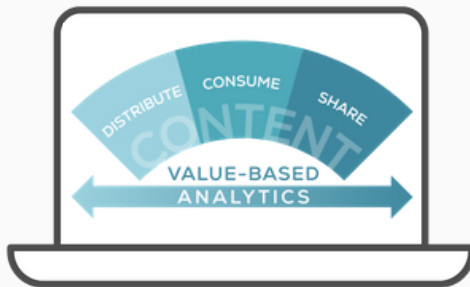 DISTRIBUTE
CONSUME
SHARE
CONTENT
VALUE-BASED
ANALYTICS